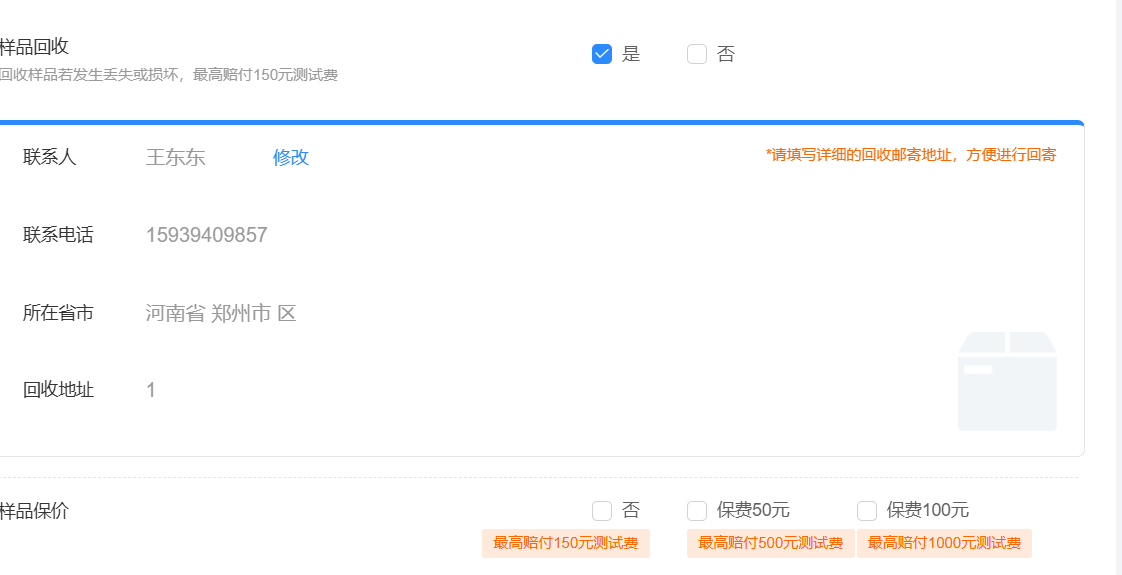 样品回收
是
否
回收样品若发生丢失或损坏，最高赔付150元测试费
联系人
王东东
修改
*请填写详细的回收邮寄地址，方便进行回寄
联系电话
15939409857
所在省市
河南省 郑州市 区
回收地址
1
样品保价
否
保费50元
保费100元
最高赔付150元测试费
最高赔付500元测试费
最高赔付1000元测试费